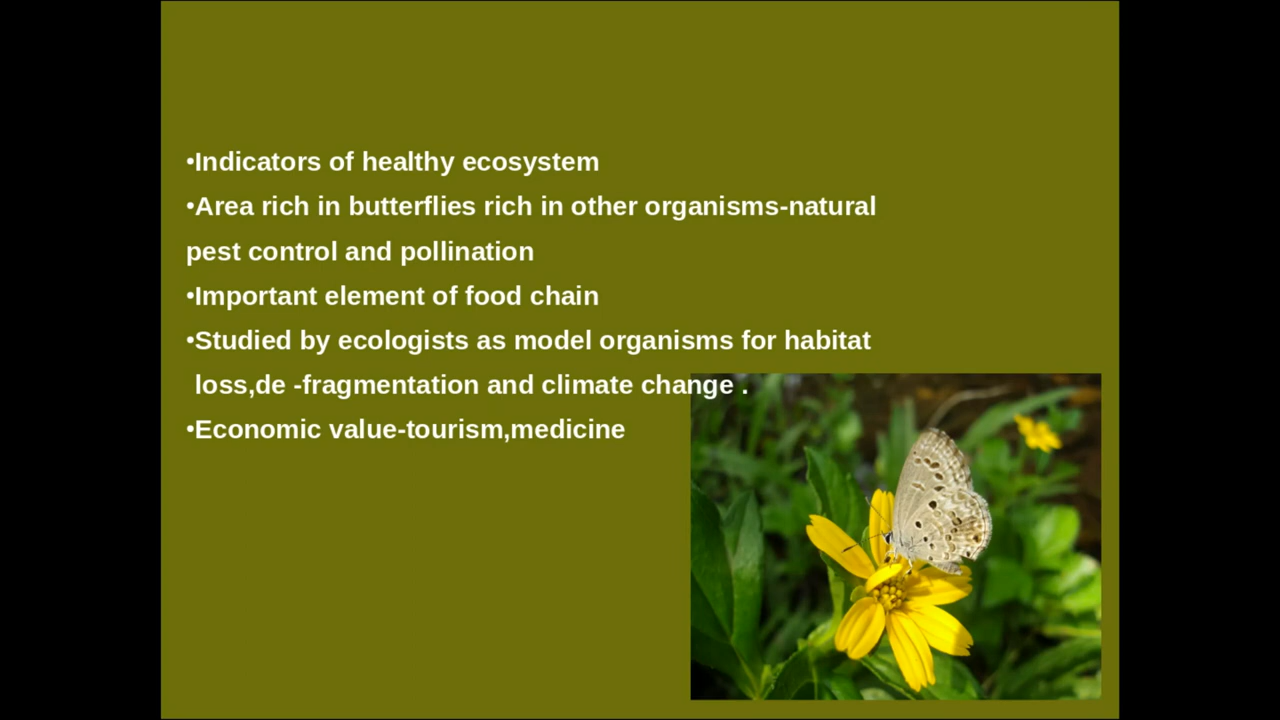 •Indicators of healthy ecosystem
•Area rich in butterflies rich in other organisms-natural
pest control and pollination
•Important element of food chain
•Studied by ecologists as model organisms for habitat
loss,de -fragmentation and climate change .
•Economic value-tourism,medicine